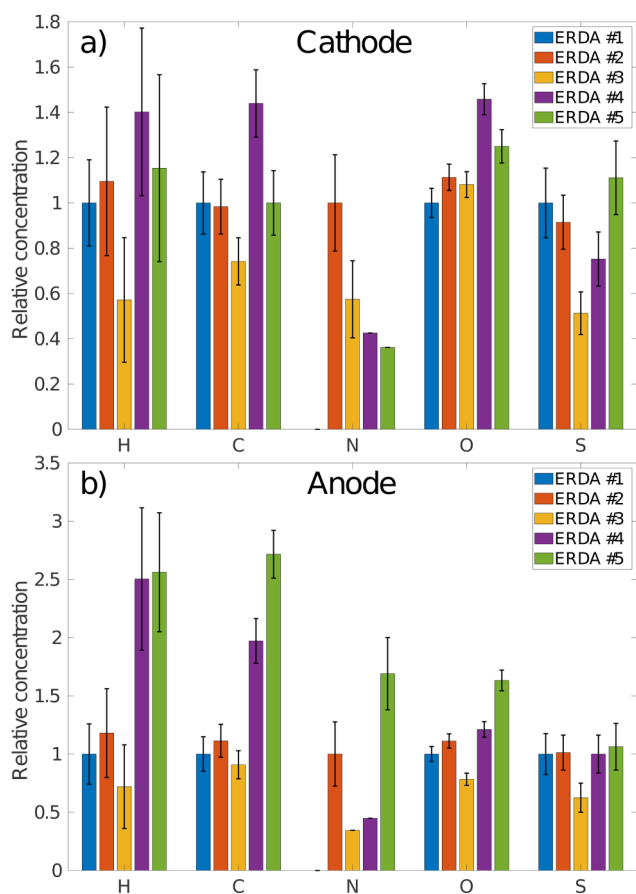 a) Cathode
ERDA #1
ERDA #2
ERDA #3
ERDA #4
ERDA #5
Relative concentration
1.8
1.6
1.4
1.2
1
0.8
0.6
0.4
0.2
0
H C N O S
b) Anode
ERDA #1
ERDA #2
ERDA #3
ERDA #4
ERDA #5
Relative concentration
3.5
3
2.5
2
1.5
1
0.5
0
H C N O S